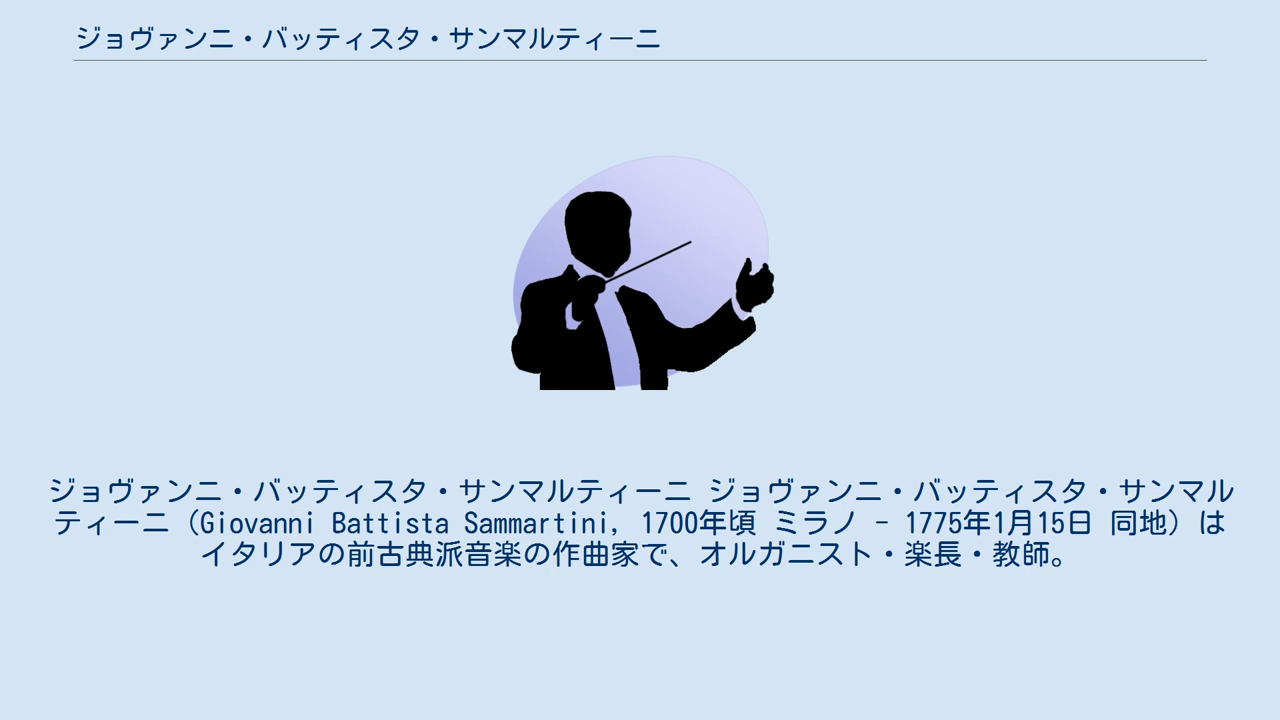 ジョヴァンニ・バッティスタ・サンマルティーニ
ジョヴァンニ・バッティスタ・サンマルティーニ ジョヴァンニ・バッティスタ・サンマル
ティーニ（Giovanni Battista Sammartini, 1700年頃 ミラノ - 1775年1月15日 同地）は
イタリアの前古典派音楽の作曲家で、オルガニスト・楽長・教師。